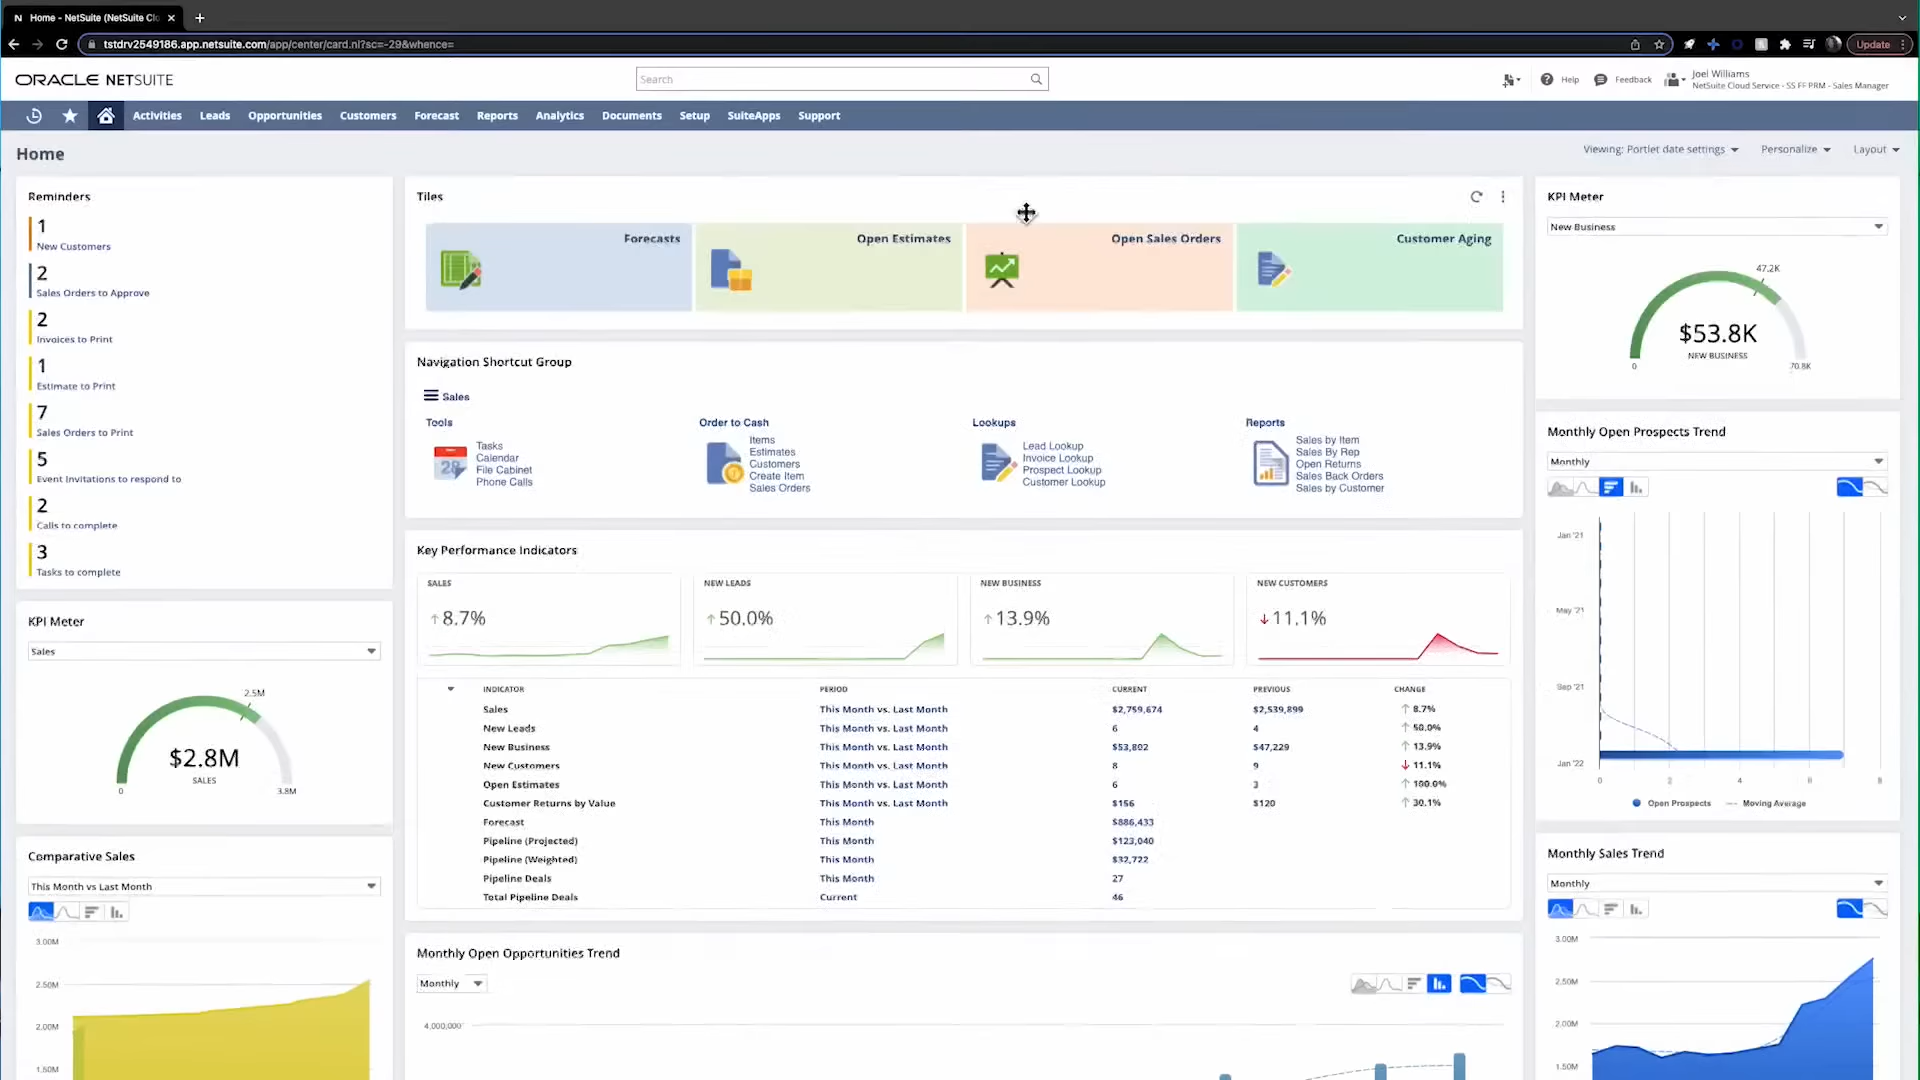 Home - NetSuite (NetSuite Clo
tstdrv2549186.app.netsuite.com/app/center/card.nl?sc=-29&whence=
Update
ORACLE NETSUITE
Search
Help
Feedback
Joel Williams
NetSuite Cloud Service - SS FF PRM - Sales Manager
Activities Leads Opportunities Customers Forecast Reports Analytics Documents Setup SuiteApps Support
Home
Viewing: Portlet date settings
Personalize
Layout
Reminders
1
New Customers
2
Sales Orders to Approve
2
Invoices to Print
1
Estimate to Print
7
Sales Orders to Print
5
Event Invitations to respond to
2
Calls to complete
3
Tasks to complete
KPI Meter
Sales
2.5M
$2.8M
SALES
0
3.8M
Comparative Sales
This Month vs Last Month
3.00M
2.50M
2.00M
1.50M
Tiles
Forecasts
Open Estimates
Open Sales Orders
Customer Aging
Navigation Shortcut Group
Sales
Tools
28
Tasks
Calendar
File Cabinet
Phone Calls
Order to Cash
Items
Estimates
Customers
Create Item
Sales Orders
Lookups
Lead Lookup
Invoice Lookup
Prospect Lookup
Customer Lookup
Reports
Sales by Item
Sales By Rep
Open Returns
Sales Back Orders
Sales by Customer
Key Performance Indicators
SALES
8.7%
NEW LEADS
50.0%
NEW BUSINESS
13.9%
NEW CUSTOMERS
11.1%
INDICATOR PERIOD CURRENT PREVIOUS CHANGE
Sales This Month vs. Last Month $2,759,674 $2,539,899 8.7%
New Leads This Month vs. Last Month 6 4 50.0%
New Business This Month vs. Last Month $53,802 $47,229 13.9%
New Customers This Month vs. Last Month 8 9 11.1%
Open Estimates This Month vs. Last Month 6 3 100.0%
Customer Returns by Value This Month vs. Last Month $156 $120 30.1%
Forecast This Month $886,433
Pipeline (Projected) This Month $123,040
Pipeline (Weighted) This Month $32,722
Pipeline Deals This Month 27
Total Pipeline Deals Current 46
Monthly Open Opportunities Trend
Monthly
4,000,000
KPI Meter
New Business
47.2K
$53.8K
NEW BUSINESS
0
70.8K
Monthly Open Prospects Trend
Monthly
Jan '21
May '21
Sep '21
Jan '22
0 2 4 6 8
Open Prospects Moving Average
Monthly Sales Trend
Monthly
3.00M
2.50M
2.00M
1.50M